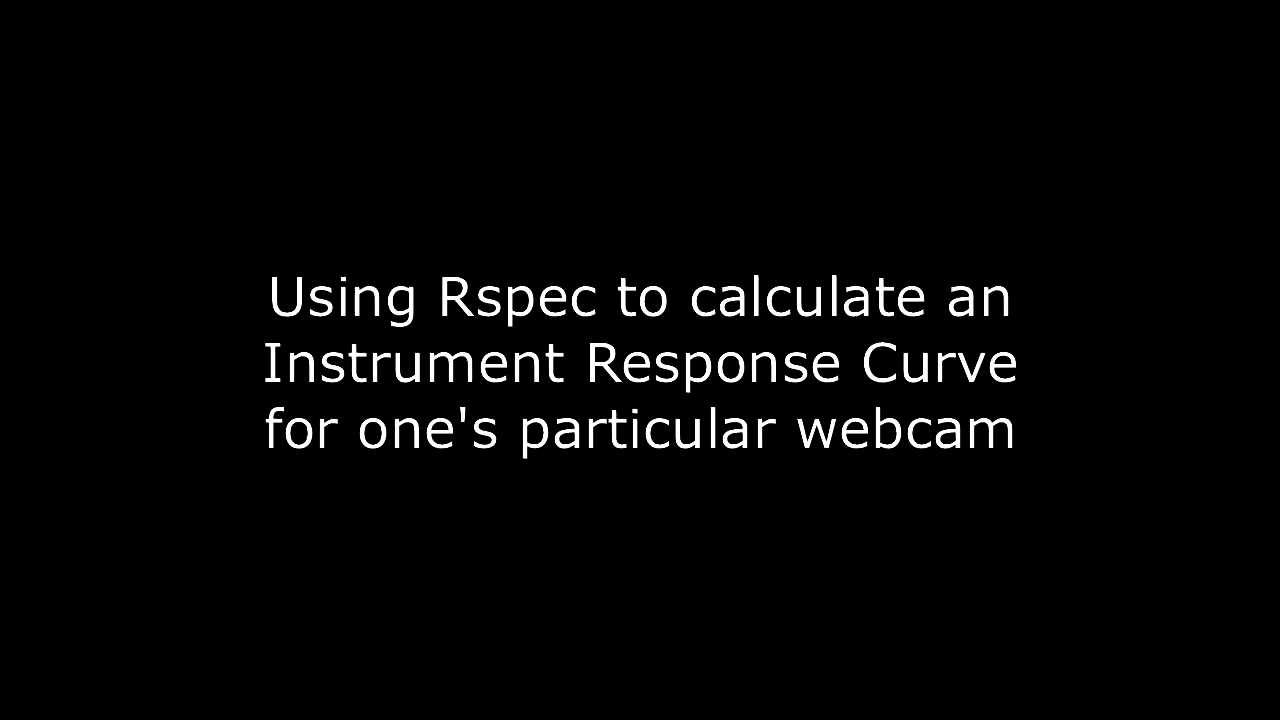 Using Rspec to calculate an
Instrument Response Curve
for one's particular webcam